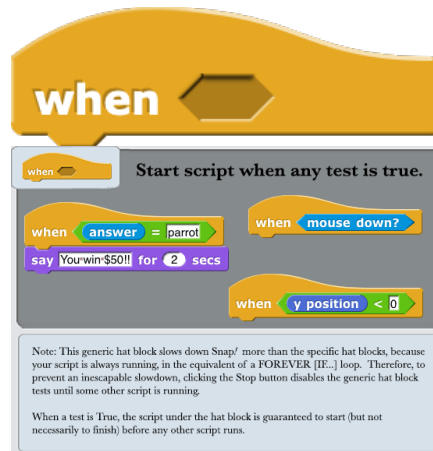 when
when
Start script when any test is true.
when answer = parrot
say You·win·$50!! for 2 secs
when mouse down?
when y position < 0
Note: This generic hat block slows down Snap! more than the specific hat blocks, because
your script is always running, in the equivalent of a FOREVER [IF...] loop. Therefore, to
prevent an inescapable slowdown, clicking the Stop button disables the generic hat block
tests until some other script is running.
When a test is True, the script under the hat block is guaranteed to start (but not
necessarily to finish) before any other script runs.